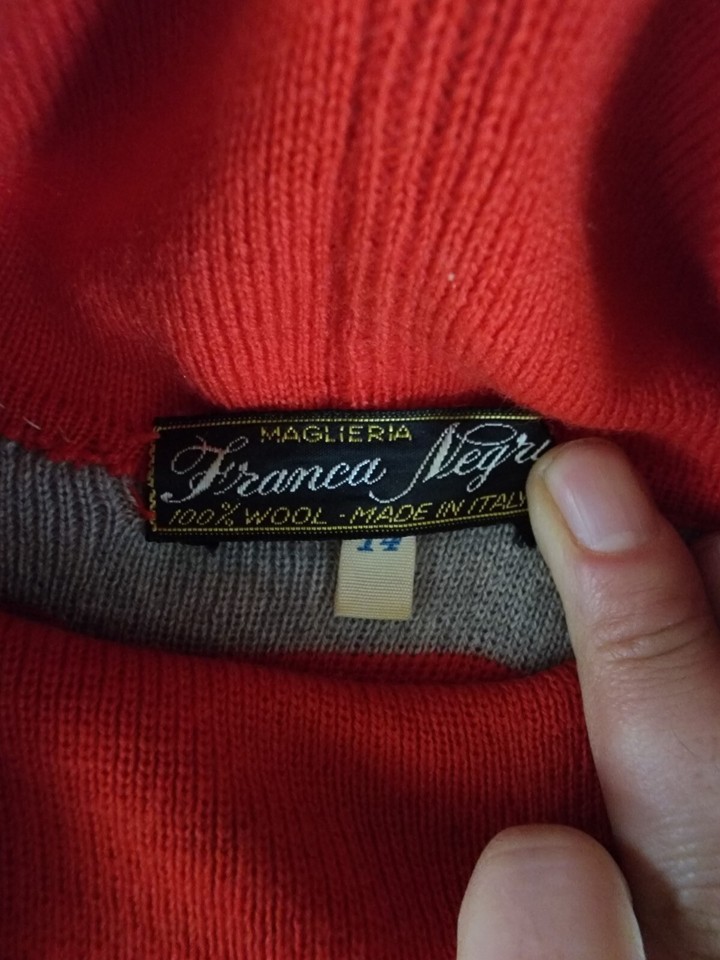 MAGLIERIA
Franca Negri
100% WOOL - MADE IN ITALY
14